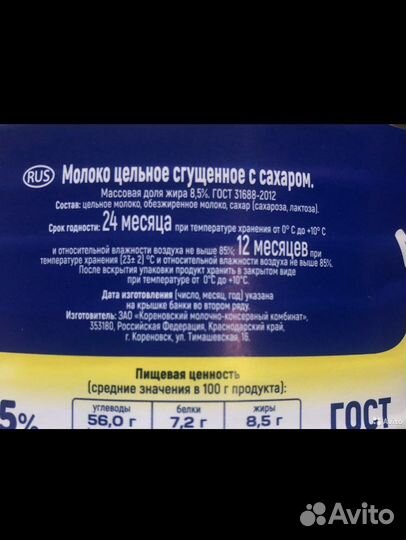 RUS Молоко цельное сгущенное с сахаром.
Массовая доля жира 8,5%. ГОСТ 31688-2012
Состав: цельное молоко, обезжиренное молоко, сахар (сахароза, лактоза).
Срок годности: 24 месяца при температуре хранения от 0°С до +10°С
и относительной влажности воздуха не выше 85%; 12 месяцев при
температуре хранения (23± 2) °С и относительной влажности воздуха не выше 85%.
После вскрытия упаковки продукт хранить в закрытом виде
при температуре от 0°С до +10°С.
Дата изготовления (число, месяц, год) указана
на крышке банки во втором ряду.
Изготовитель: ЗАО «Кореновский молочно-консервный комбинат»,
353180, Российская Федерация, Краснодарский край,
г. Кореновск, ул. Тимашевская, 16.
Пищевая ценность
(средние значения в 100 г продукта):
5%
углеводы белки жиры
56,0 г 7,2 г 8,5 г
ГОСТ
Avito
Avito